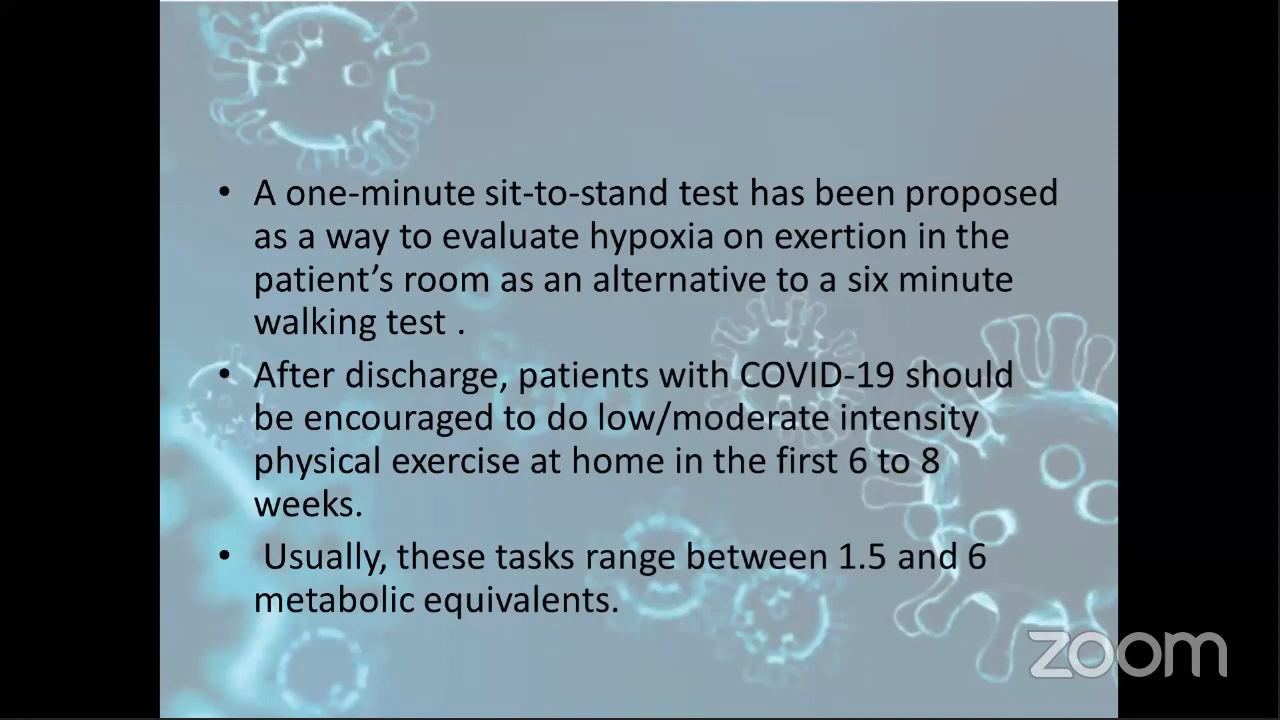 • A one-minute sit-to-stand test has been proposed
as a way to evaluate hypoxia on exertion in the
patient’s room as an alternative to a six minute
walking test .
• After discharge, patients with COVID-19 should
be encouraged to do low/moderate intensity
physical exercise at home in the first 6 to 8
weeks.
• Usually, these tasks range between 1.5 and 6
metabolic equivalents.
zoom